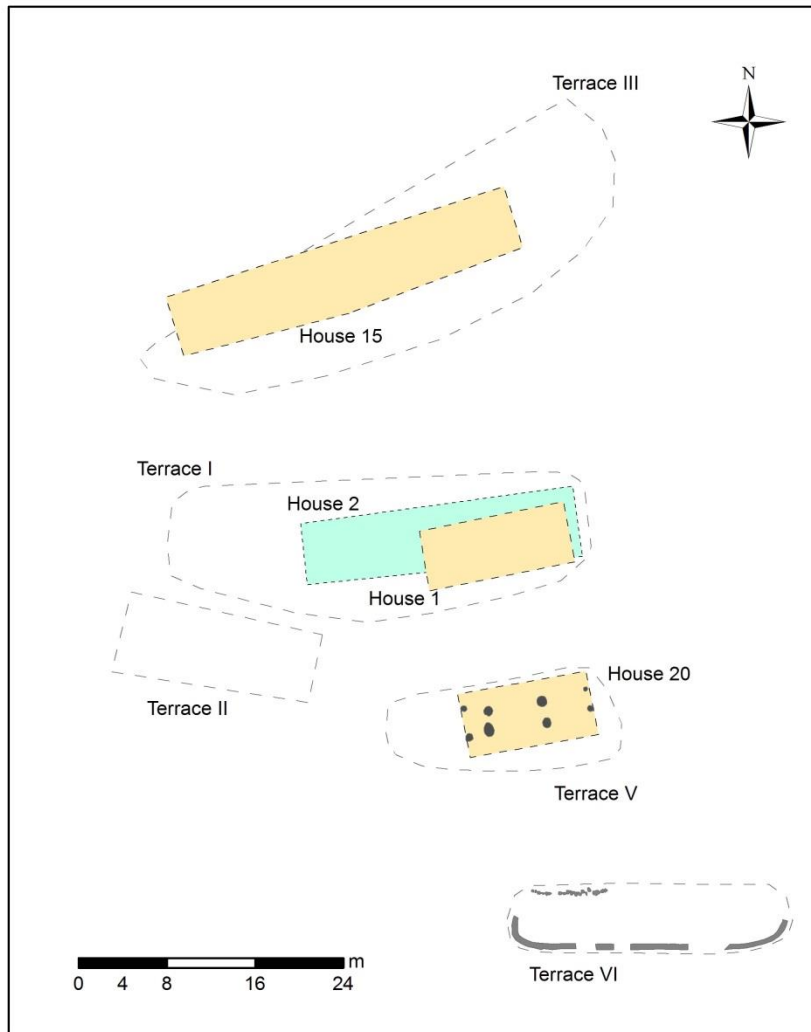 Terrace III
N
House 15
Terrace I
House 2
House 1
Terrace II
House 20
Terrace V
Terrace VI
m
0 4 8 16 24